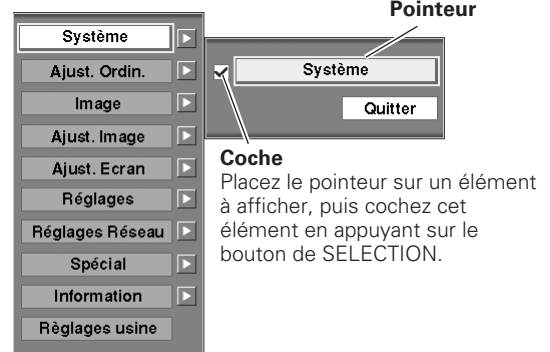 Pointeur
Système
Ajust. Ordin.
Image
Ajust. Image
Ajust. Ecran
Réglages
Réglages Réseau
Spécial
Information
Règlages usine
Système
Quitter
Coche
Placez le pointeur sur un élément
à afficher, puis cochez cet
élément en appuyant sur le
bouton de SELECTION.